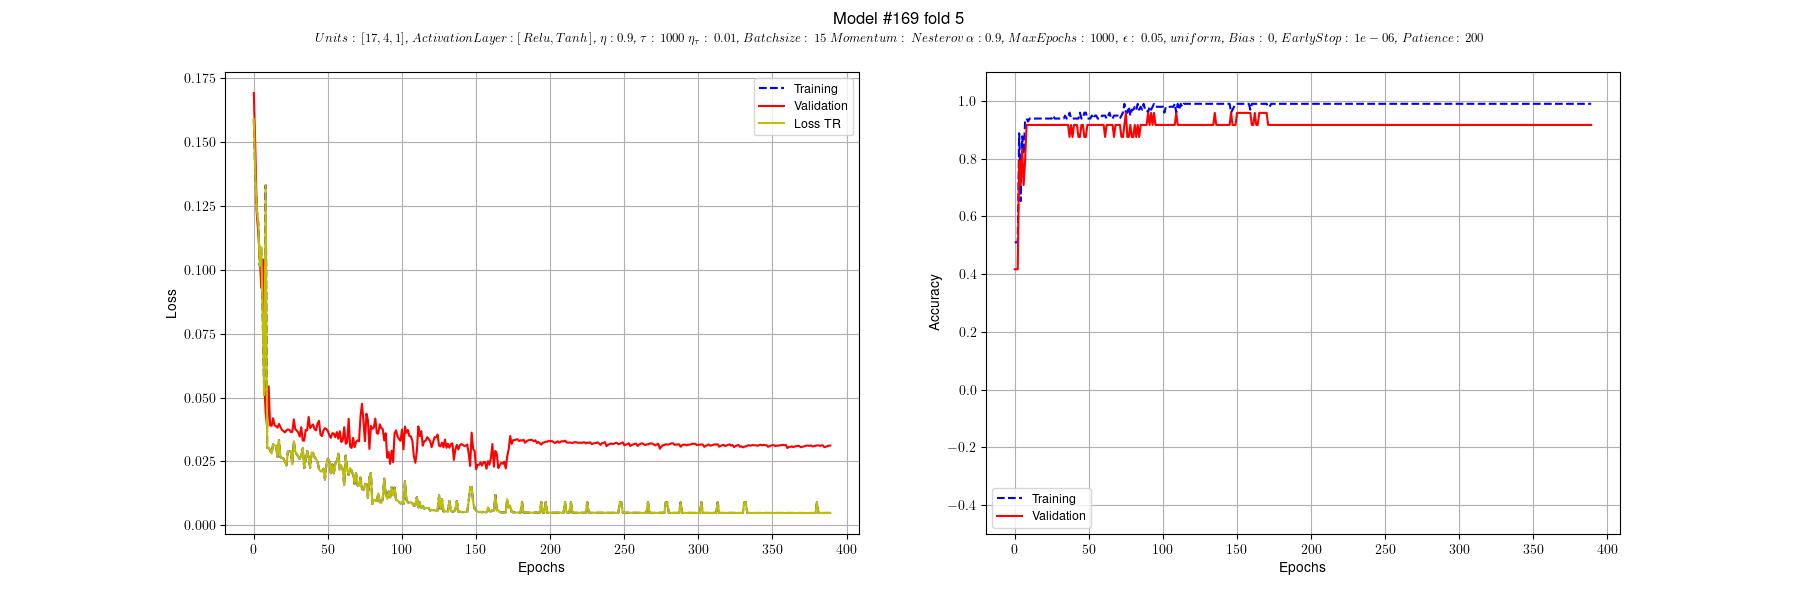 Model #169 fold 5
Units : [17, 4, 1], ActivationLayer : [ Relu, Tanh], η : 0.9, τ : 1000 η_τ : 0.01, Batchsize : 15 Momentum : Nesterov α : 0.9, MaxEpochs : 1000, ϵ : 0.05, uniform, Bias : 0, EarlyStop : 1e − 06, Patience : 200
Loss
0.175
0.150
0.125
0.100
0.075
0.050
0.025
0.000
Training
Validation
Loss TR
0 50 100 150 200 250 300 350 400
Epochs
Accuracy
1.0
0.8
0.6
0.4
0.2
0.0
−0.2
−0.4
Training
Validation
0 50 100 150 200 250 300 350 400
Epochs